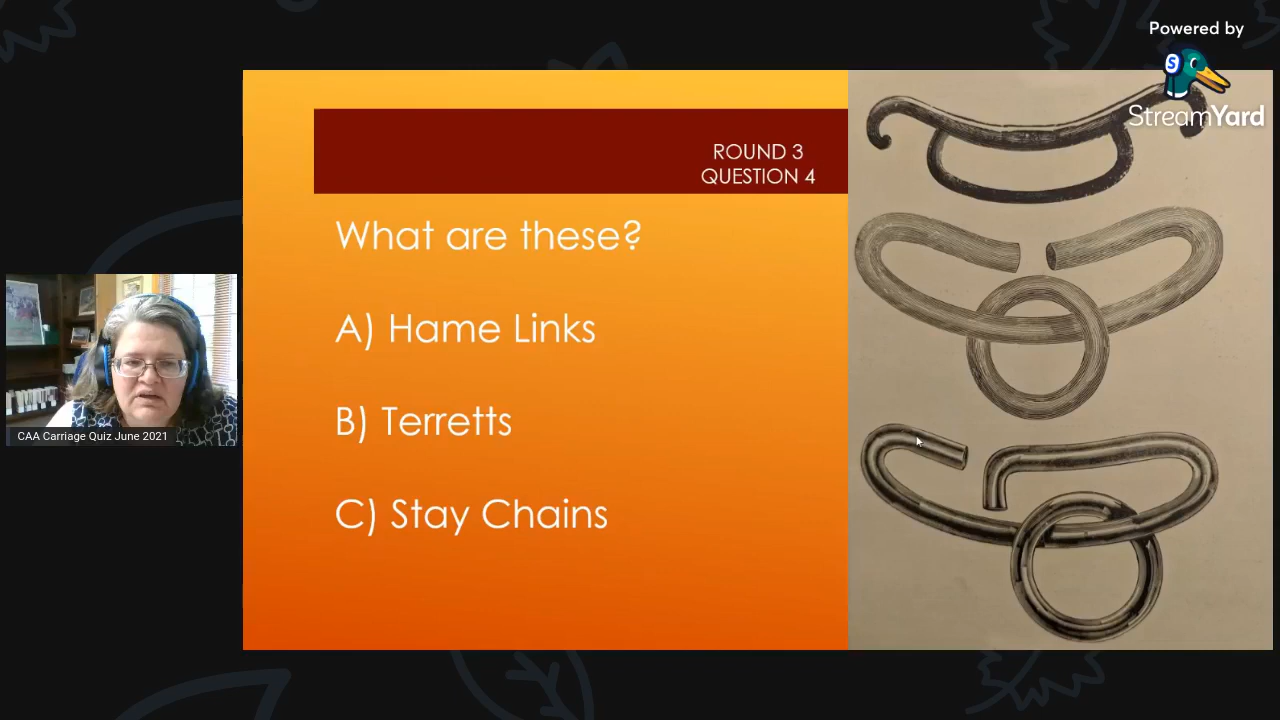 Powered by
StreamYard
ROUND 3
QUESTION 4
What are these?
A) Hame Links
B) Terretts
C) Stay Chains
CAA Carriage Quiz June 2021